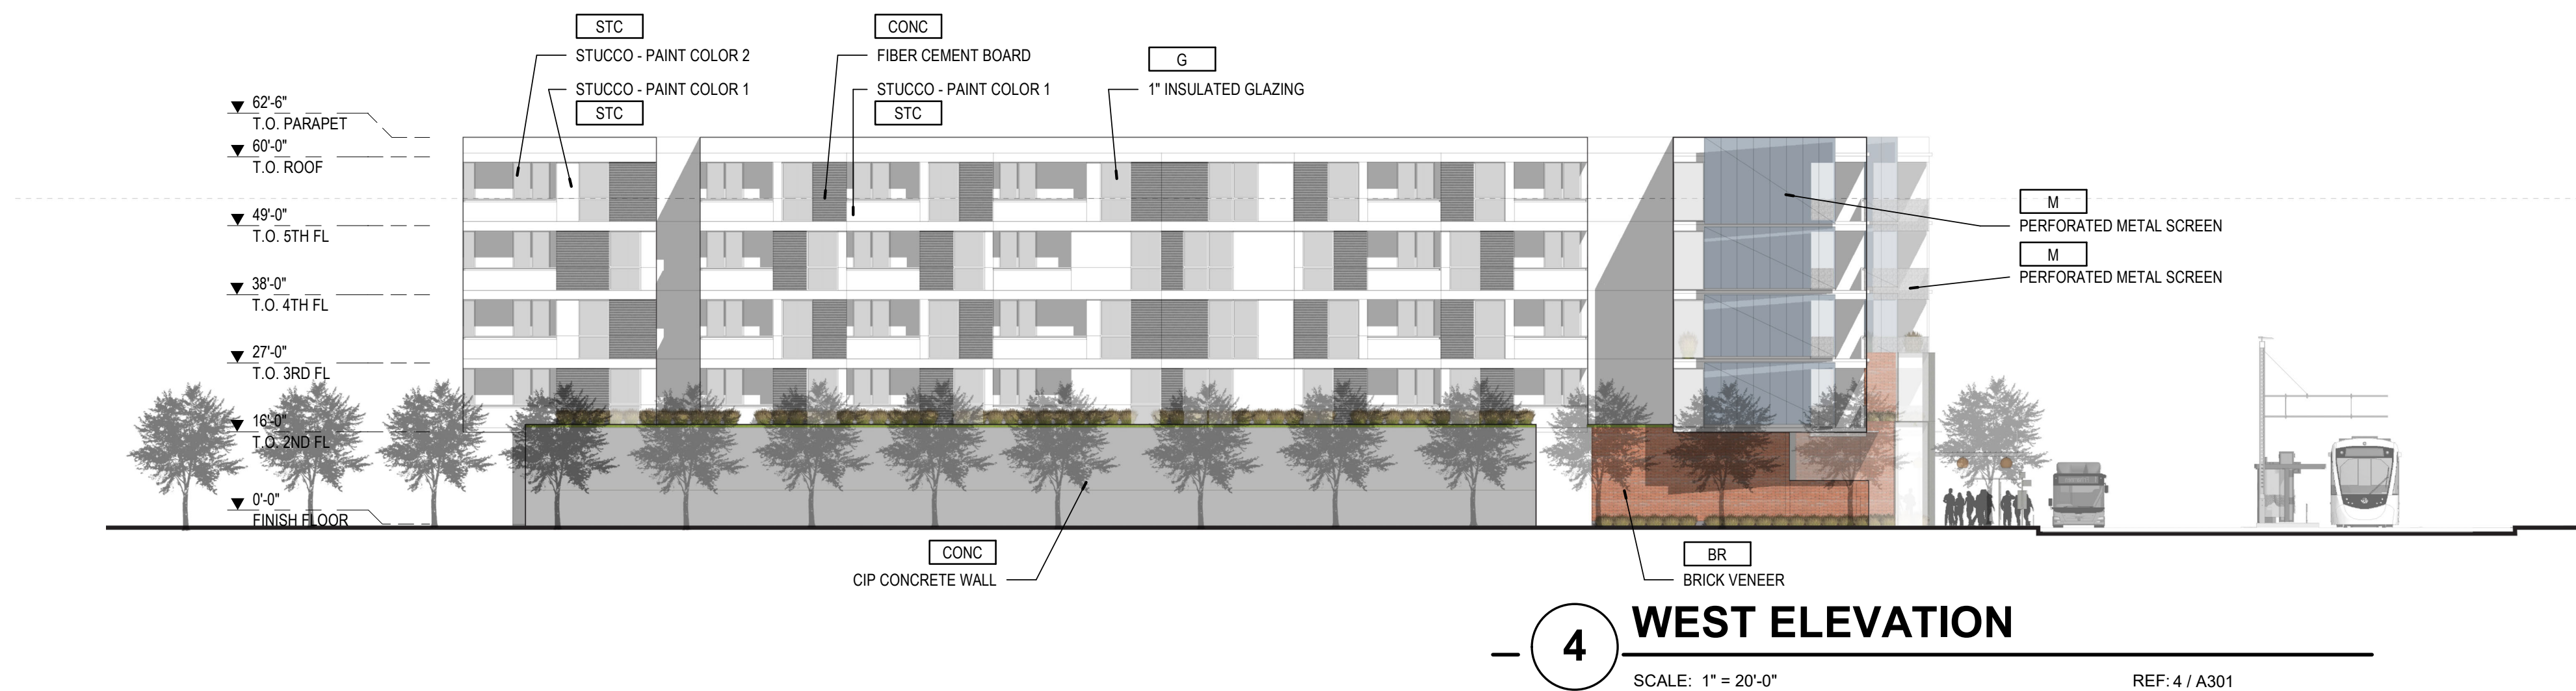 STC
STUCCO - PAINT COLOR 2
STUCCO - PAINT COLOR 1
STC
CONC
FIBER CEMENT BOARD
STUCCO - PAINT COLOR 1
STC
G
1" INSULATED GLAZING
62'-6"
T.O. PARAPET
60'-0"
T.O. ROOF
49'-0"
T.O. 5TH FL
38'-0"
T.O. 4TH FL
27'-0"
T.O. 3RD FL
16'-0"
T.O. 2ND FL
0'-0"
FINISH FLOOR
M
PERFORATED METAL SCREEN
M
PERFORATED METAL SCREEN
CONC
CIP CONCRETE WALL
BR
BRICK VENEER
4
WEST ELEVATION
SCALE: 1" = 20'-0"
REF: 4 / A301